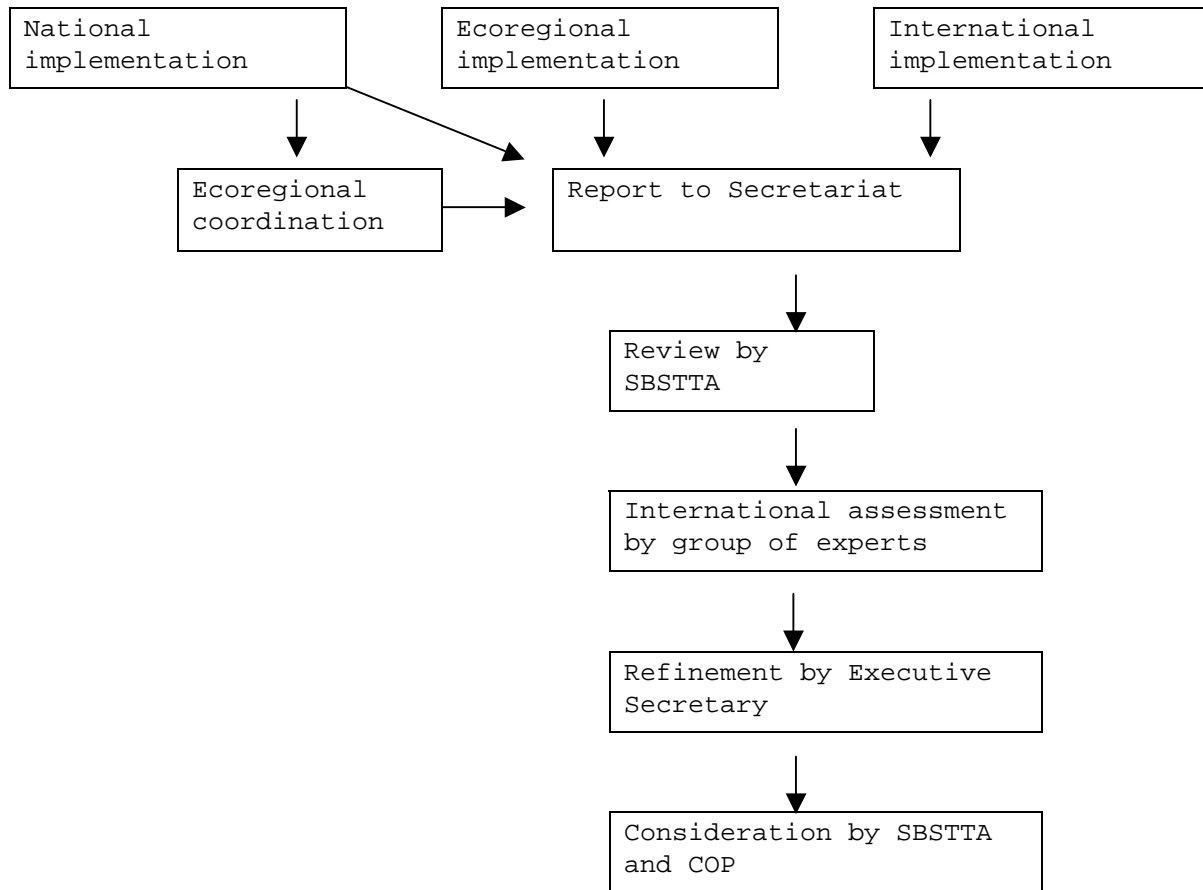 National
implementation
Ecoregional
implementation
International
implementation
Ecoregional
coordination
Report to Secretariat
Review by
SBSTTA
International assessment
by group of experts
Refinement by Executive
Secretary
Consideration by SBSTTA
and COP